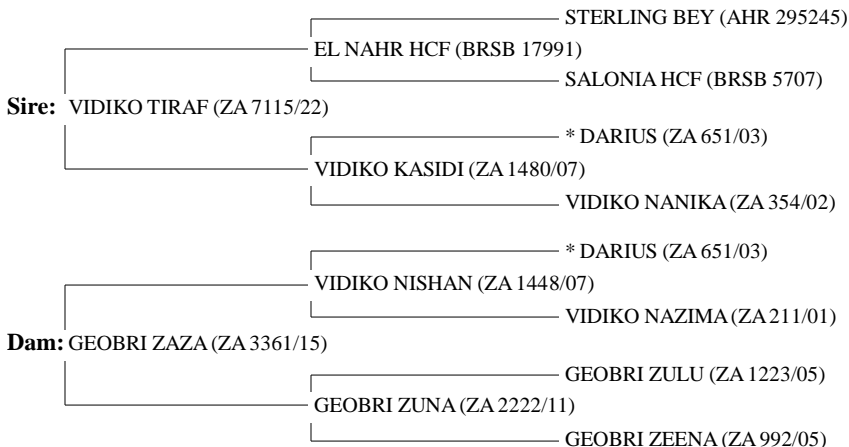 STERLING BEY (AHR 295245)
EL NAHR HCF (BRSB 17991)
SALONIA HCF (BRSB 5707)
Sire: VIDIKO TIRAF (ZA 7115/22)
* DARIUS (ZA 651/03)
VIDIKO KASIDI (ZA 1480/07)
VIDIKO NANIKA (ZA 354/02)
* DARIUS (ZA 651/03)
VIDIKO NISHAN (ZA 1448/07)
VIDIKO NAZIMA (ZA 211/01)
Dam: GEOBRI ZAZA (ZA 3361/15)
GEOBRI ZULU (ZA 1223/05)
GEOBRI ZUNA (ZA 2222/11)
GEOBRI ZEENA (ZA 992/05)